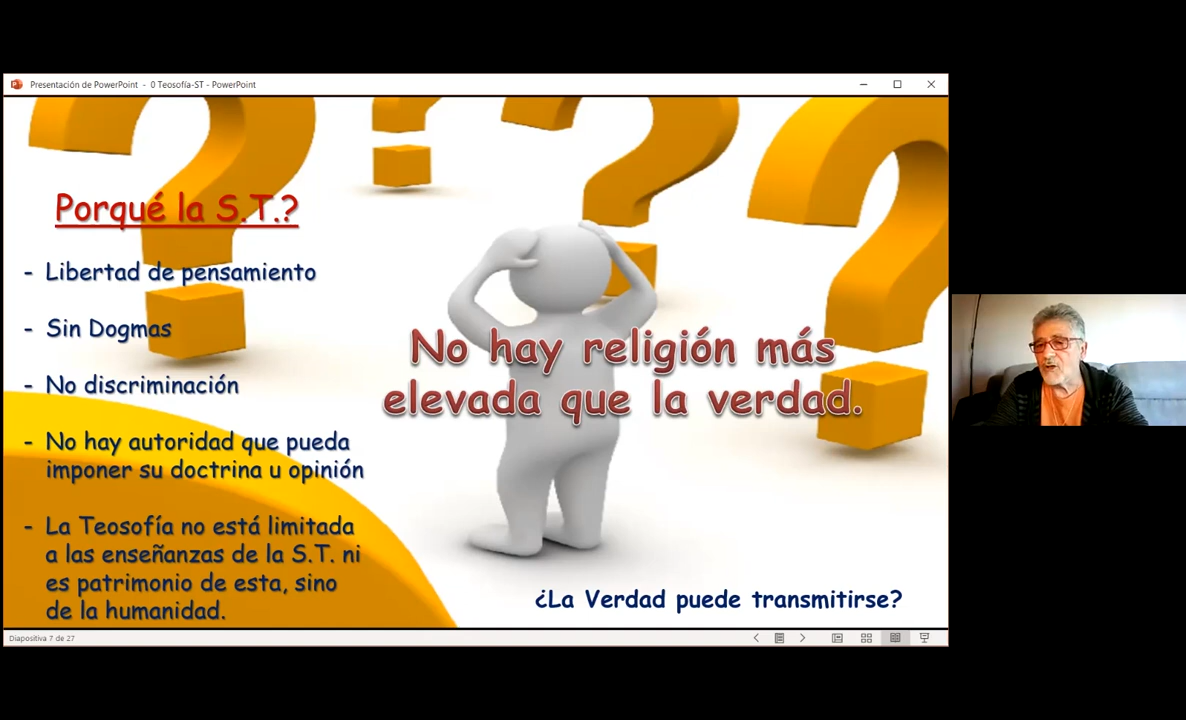 Presentación de PowerPoint - 0 Teosofía-ST - PowerPoint
Porqué la S.T.?
- Libertad de pensamiento
- Sin Dogmas
- No discriminación
- No hay autoridad que pueda
imponer su doctrina u opinión
- La Teosofía no está limitada
a las enseñanzas de la S.T. ni
es patrimonio de esta, sino
de la humanidad.
No hay religión más
elevada que la verdad.
¿La Verdad puede transmitirse?
Diapositiva 7 de 27